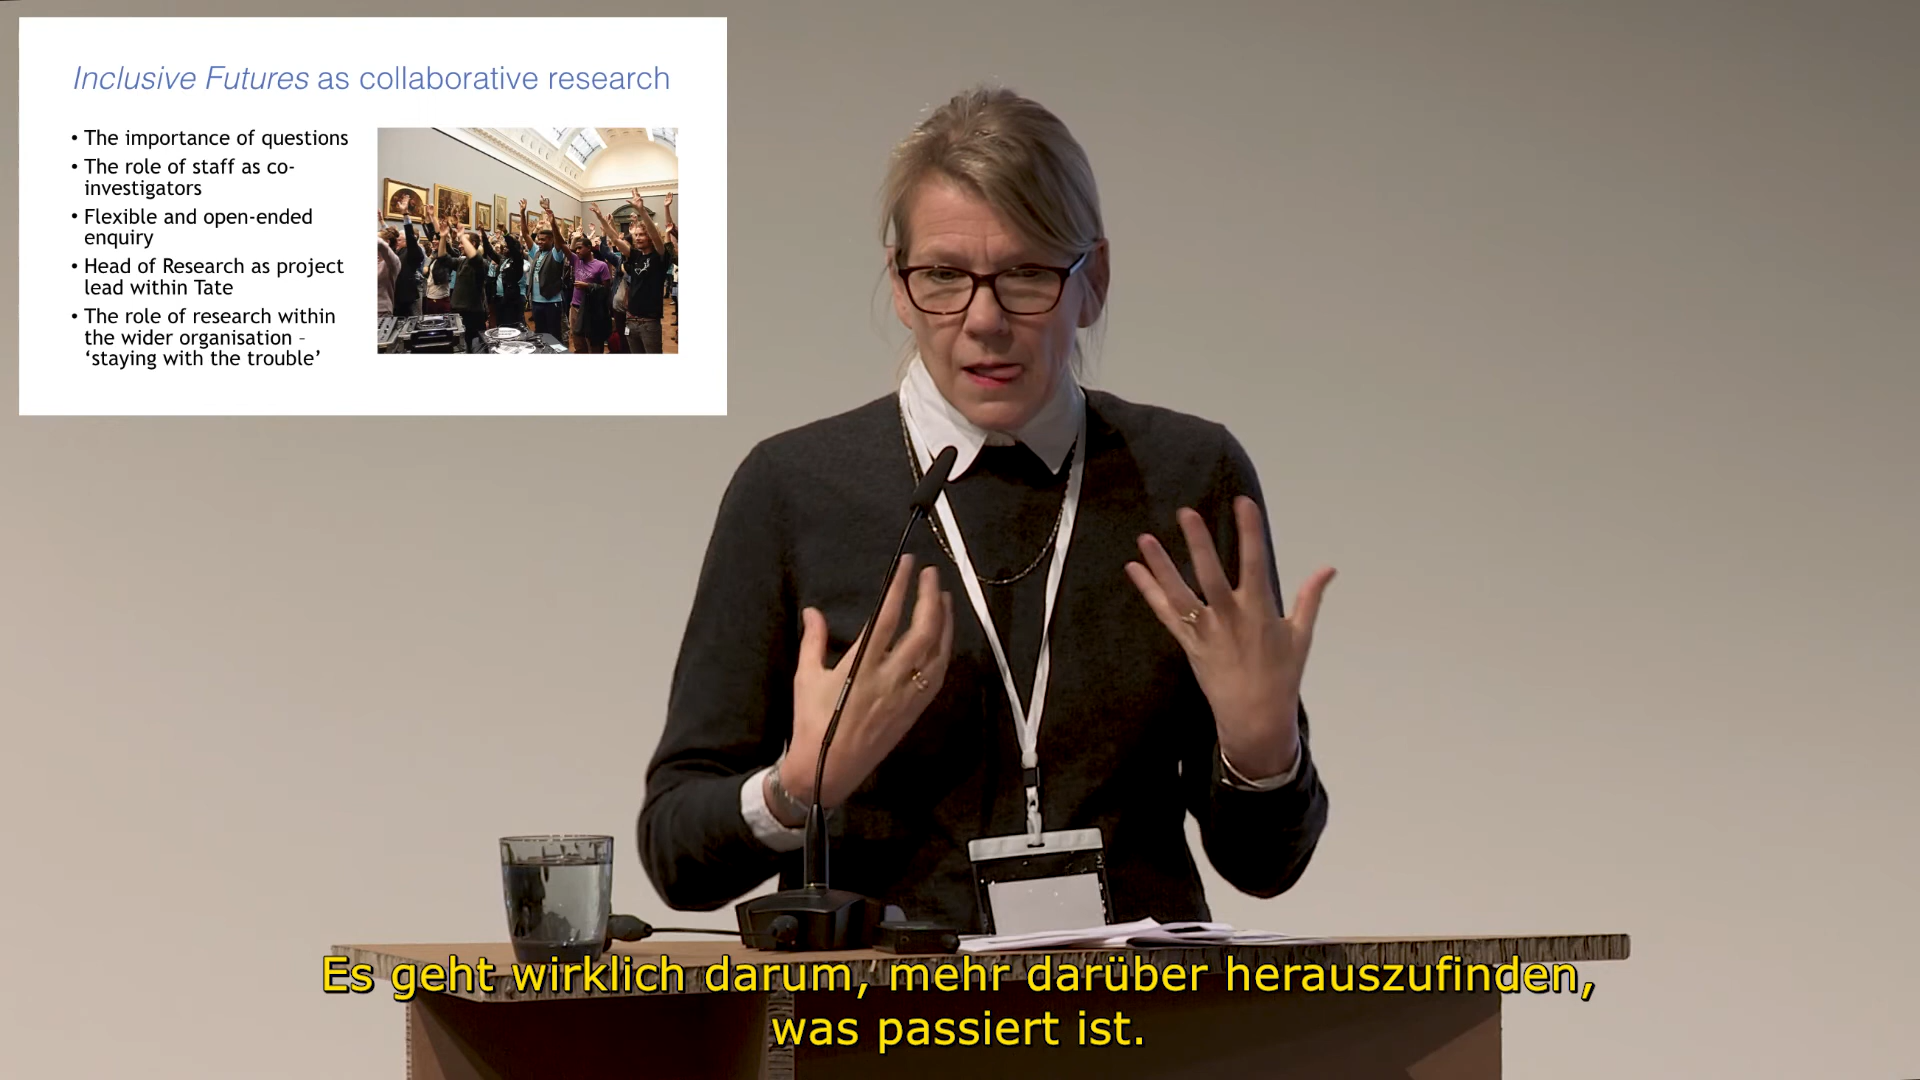 Inclusive Futures as collaborative research
• The importance of questions
• The role of staff as co-
investigators
• Flexible and open-ended
enquiry
• Head of Research as project
lead within Tate
• The role of research within
the wider organisation –
‘staying with the trouble’
Es geht wirklich darum, mehr darüber herauszufinden,
was passiert ist.